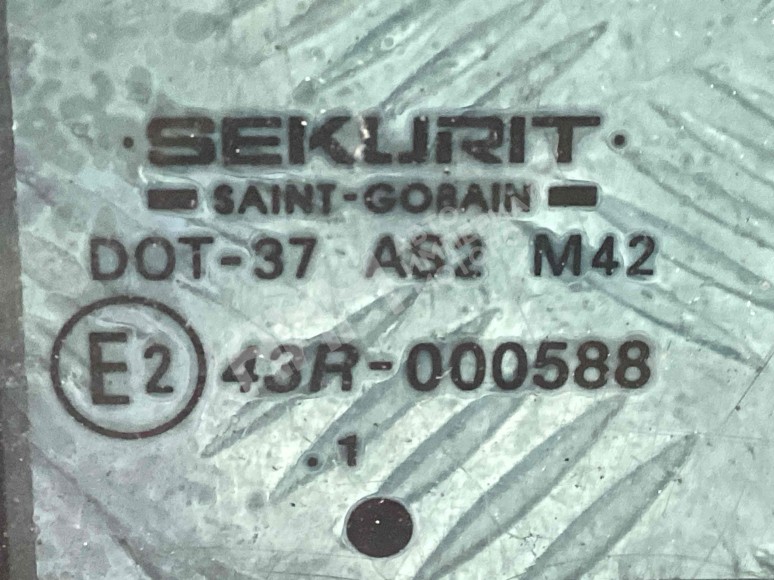 SEKURIT
SAINT-GOBAIN
DOT-37 AS2 M42
E2 43R-000588
.1